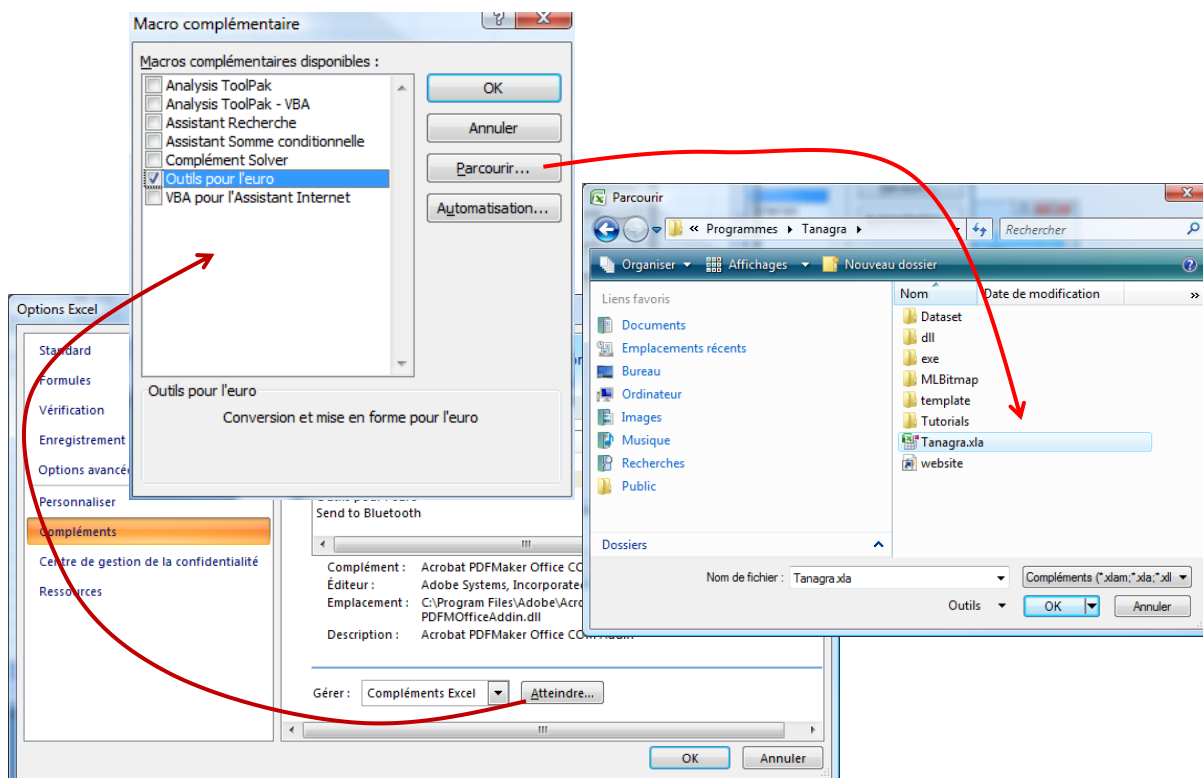 Macro complémentaire
Macros complémentaires disponibles :
Analysis ToolPak
Analysis ToolPak - VBA
Assistant Recherche
Assistant Somme conditionnelle
Complément Solver
Outils pour l'euro
VBA pour l'Assistant Internet
OK
Annuler
Parcourir...
Automatisation...
Outils pour l'euro
Conversion et mise en forme pour l'euro
Parcourir
« Programmes Tanagra
Rechercher
Organiser Affichages Nouveau dossier
Liens favoris
Documents
Emplacements récents
Bureau
Ordinateur
Images
Musique
Recherches
Public
Dossiers
Nom Date de modification »
Dataset
dll
exe
MLBitmap
template
Tutorials
Tanagra.xla
website
Nom de fichier : Tanagra.xla
Compléments (*.xlam;*.xla;*.xll
Outils OK Annuler
Options Excel
Standard
Formules
Vérification
Enregistrement
Options avancé
Personnaliser
Compléments
Centre de gestion de la confidentialité
Ressources
Send to Bluetooth
Complément : Acrobat PDFMaker Office CO
Éditeur : Adobe Systems, Incorporate
Emplacement : C:\Program Files\Adobe\Acro
PDFMOfficeAddin.dll
Description : Acrobat PDFMaker Office COM Addin
Gérer : Compléments Excel Atteindre...
OK Annuler